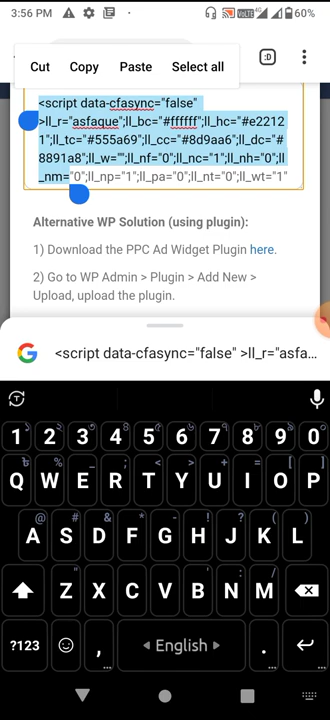 3:56 PM
VoLTE 4G 60%
:D
Cut Copy Paste Select all
<script data-cfasync="false"
>ll_r="asfaque";ll_bc="#ffffff";ll_hc="#e2212
1";ll_tc="#555a69";ll_cc="#8d9aa6";ll_dc="#
8891a8";ll_w="";ll_nf="0";ll_nc="1";ll_nh="0";ll
_nm="0";ll_np="1";ll_pa="0";ll_nt="0";ll_wt="1"
Alternative WP Solution (using plugin):
1) Download the PPC Ad Widget Plugin here.
2) Go to WP Admin > Plugin > Add New >
Upload, upload the plugin.
G <script data-cfasync="false" >ll_r="asfa...
T
1 2 3 4 5 6 7 8 9 0
% _ ; < > + = [ ]
Q W E R T Y U I O P
@ # & * - ! ? ( )
A S D F G H J K L
" ' : /
Z X C V B N M
?123 , English .